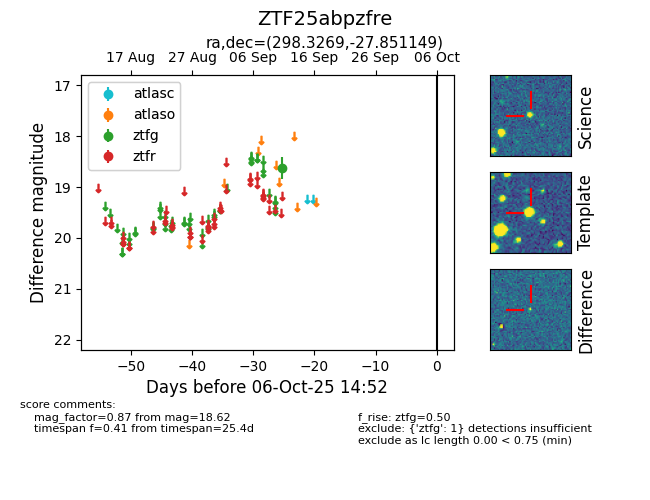 ZTF25abpzfre
ra,dec=(298.3269,-27.851149)
17 Aug 27 Aug 06 Sep 16 Sep 26 Sep 06 Oct
17
18
19
20
21
22
Difference magnitude
atlasc
atlaso
ztfg
ztfr
−50 −40 −30 −20 −10 0
Days before 06-Oct-25 14:52
Science
Template
Difference
score comments:
mag_factor=0.87 from mag=18.62
timespan f=0.41 from timespan=25.4d
f_rise: ztfg=0.50
exclude: {'ztfg': 1} detections insufficient
exclude as lc length 0.00 < 0.75 (min)